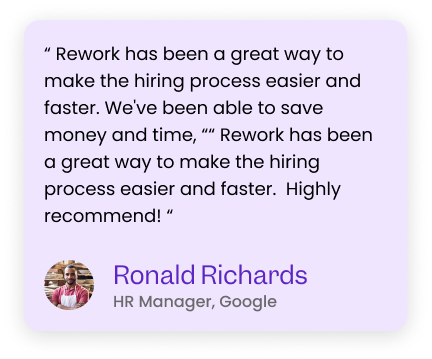 “ Rework has been a great way to
make the hiring process easier and
faster. We've been able to save
money and time, ““ Rework has been
a great way to make the hiring
process easier and faster.  Highly
recommend! “
Ronald Richards
HR Manager, Google